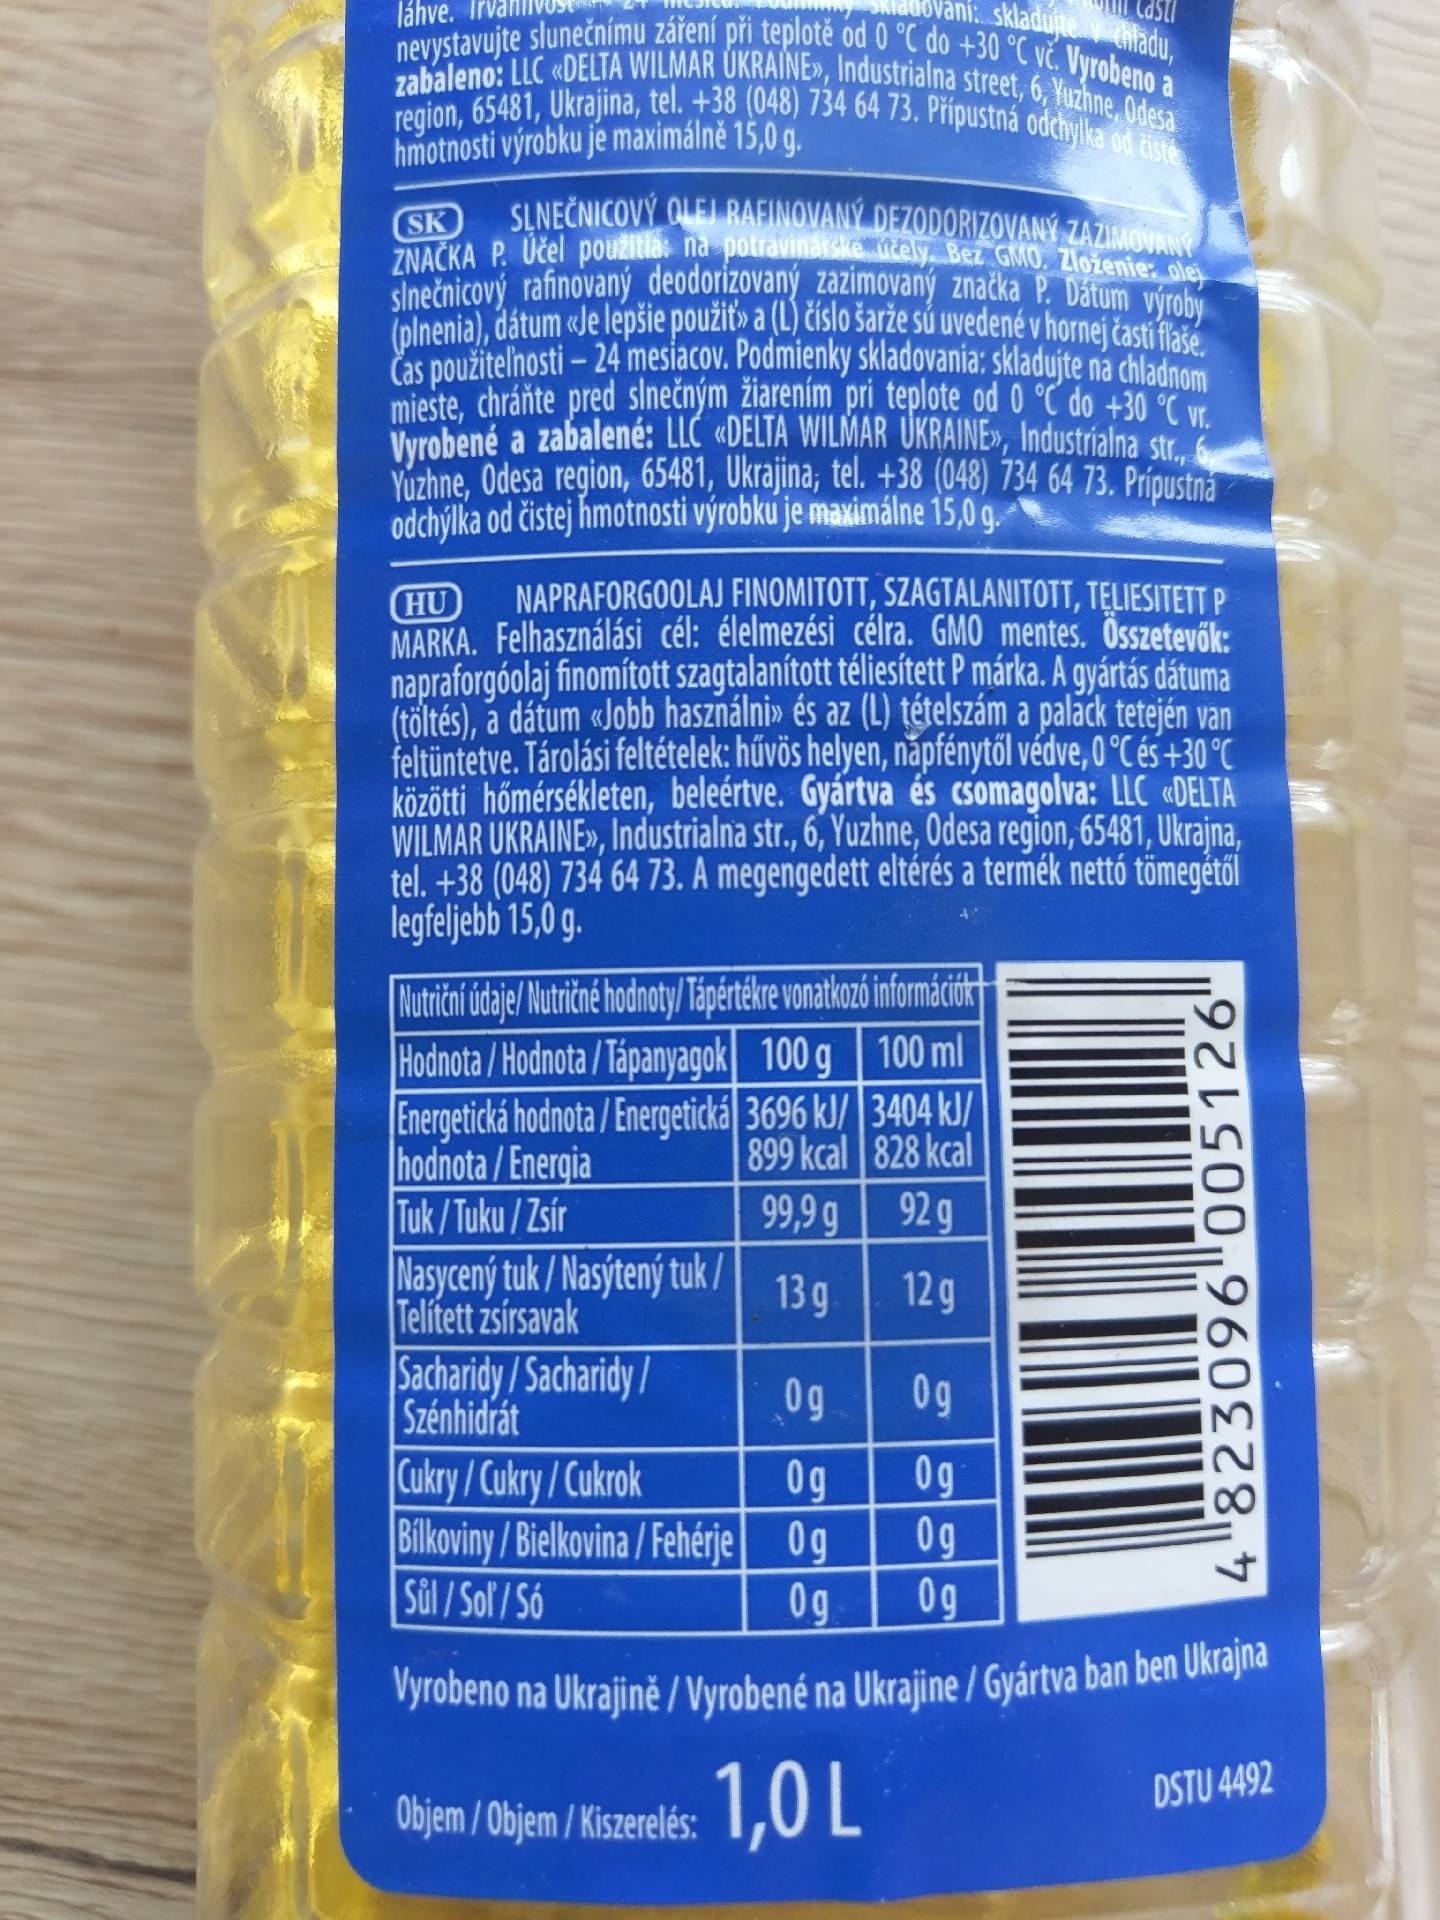 láhve.
skladujte v chladu,
nevystavujte slunečnímu záření při teplotě od 0 °C do +30 °C vč. Vyrobeno a
zabaleno: LLC «DELTA WILMAR UKRAINE», Industrialna street, 6, Yuzhne, Odesa
region, 65481, Ukrajina, tel. +38 (048) 734 64 73. Přípustná odchylka od čisté
hmotnosti výrobku je maximálně 15,0 g.
SK SLNEČNICOVÝ OLEJ RAFINOVANÝ DEZODORIZOVANÝ ZAZIMOVANÝ
ZNAČKA P. Účel použitia: na potravinárske účely. Bez GMO. Zloženie: olej
slnečnicový rafinovaný deodorizovaný zazimovaný značka P. Dátum výroby
(plnenia), dátum «Je lepšie použiť» a (L) číslo šarže sú uvedené v hornej časti fľaše.
Čas použiteľnosti – 24 mesiacov. Podmienky skladovania: skladujte na chladnom
mieste, chráňte pred slnečným žiarením pri teplote od 0 °C do +30 °C vr.
Vyrobené a zabalené: LLC «DELTA WILMAR UKRAINE», Industrialna str., 6,
Yuzhne, Odesa region, 65481, Ukrajina, tel. +38 (048) 734 64 73. Prípustná
odchýlka od čistej hmotnosti výrobku je maximálne 15,0 g.
HU NAPRAFORGOOLAJ FINOMITOTT, SZAGTALANITOTT, TELIESITETT P
MARKA. Felhasználási cél: élelmezési célra. GMO mentes. Összetevők:
napraforgóolaj finomított szagtalanított téliesített P márka. A gyártás dátuma
(töltés), a dátum «Jobb használni» és az (L) tételszám a palack tetején van
feltüntetve. Tárolási feltételek: hűvös helyen, napfénytől védve, 0 °C és +30 °C
közötti hőmérsékleten, beleértve. Gyártva és csomagolva: LLC «DELTA
WILMAR UKRAINE», Industrialna str., 6, Yuzhne, Odesa region, 65481, Ukrajna,
tel. +38 (048) 734 64 73. A megengedett eltérés a termék nettó tömegétől
legfeljebb 15,0 g.
Nutriční údaje/ Nutričné hodnoty/ Tápértékre vonatkozó információk
Hodnota / Hodnota / Tápanyagok 100 g 100 ml
Energetická hodnota / Energetická 3696 kJ/ 3404 kJ/
hodnota / Energia 899 kcal 828 kcal
Tuk / Tuku / Zsír 99,9 g 92 g
Nasycený tuk / Nasýtený tuk /
Telített zsírsavak 13 g 12 g
Sacharidy / Sacharidy /
Szénhidrát 0 g 0 g
Cukry / Cukry / Cukrok 0 g 0 g
Bílkoviny / Bielkovina / Fehérje 0 g 0 g
Sůl / Soľ / Só 0 g 0 g
4 823096 005126
Vyrobeno na Ukrajině / Vyrobené na Ukrajine / Gyártva ban ben Ukrajna
Objem / Objem / Kiszerelés: 1,0 L
DSTU 4492